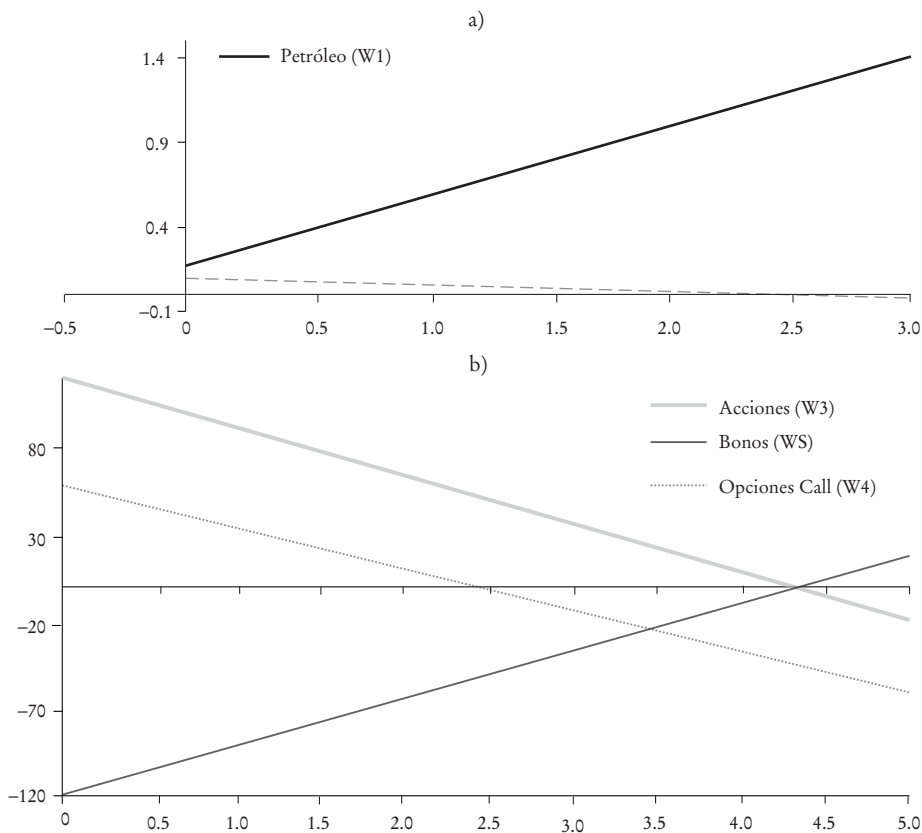 a)
1.4
Petróleo (W1)
0.9
0.4
−0.1
−0.5 0 0.5 1.0 1.5 2.0 2.5 3.0
b)
Acciones (W3)
80
Bonos (WS)
Opciones Call (W4)
30
−20
−70
−120
0 0.5 1.0 1.5 2.0 2.5 3.0 3.5 4.0 4.5 5.0